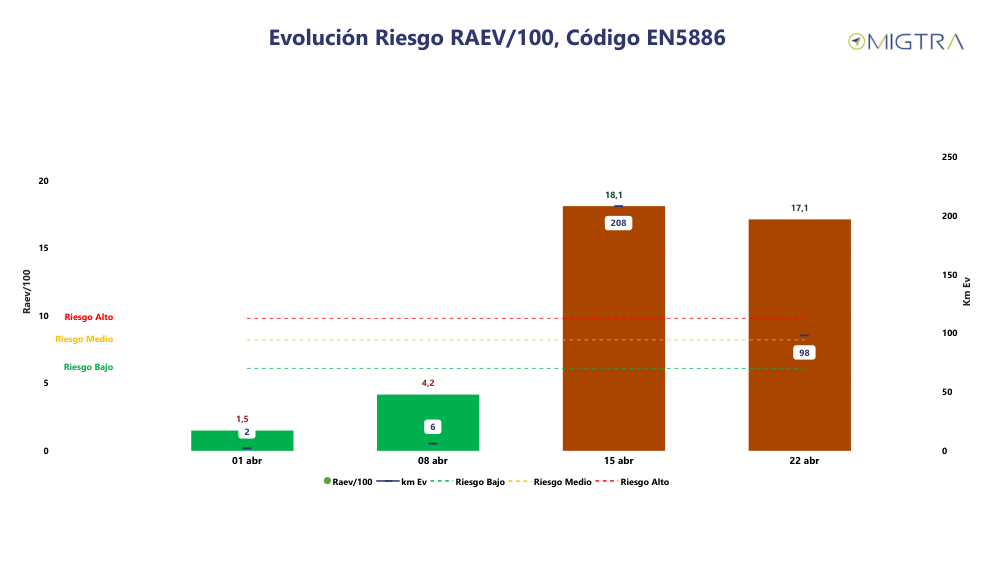 Evolución Riesgo RAEV/100, Código EN5886
MIGTRA
250
20
18,1
17,1
208
200
15
150
Raev/100
Km Ev
10
Riesgo Alto
Riesgo Medio
100
98
Riesgo Bajo
5
4,2
50
1,5
2
6
0
0
01 abr
08 abr
15 abr
22 abr
Raev/100 km Ev Riesgo Bajo Riesgo Medio Riesgo Alto